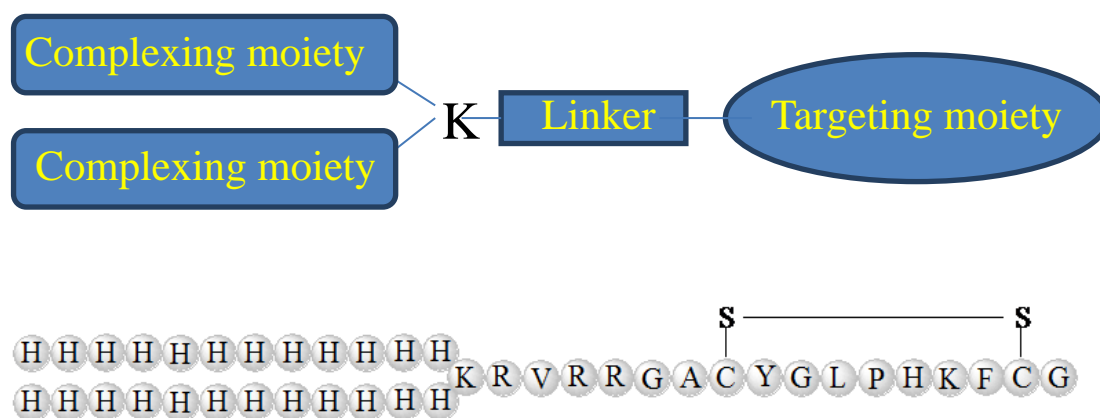 Complexing moiety
Complexing moiety
K
Linker
Targeting moiety
S S
H H H H H H H H H H H H
K R V R R G A C Y G L P H K F C G
H H H H H H H H H H H H